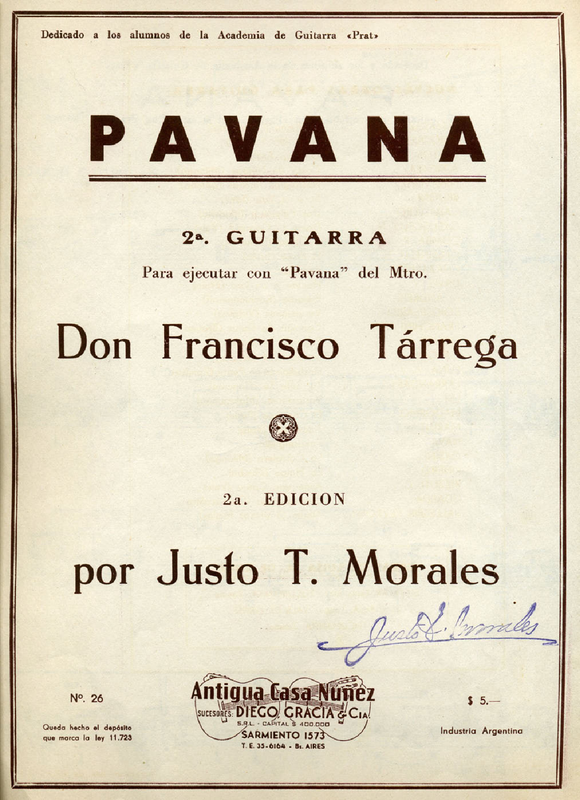 Dedicado a los alumnos de la Academia de Guitarra «Prat»
PAVANA
2ª. GUITARRA
Para ejecutar con "Pavana" del Mtro.
Don Francisco Tárrega
2a. EDICION
por Justo T. Morales
Justo T. Morales
Nº. 26
Queda hecho el depósito
que marca la ley 11.723
Antigua Casa Nuñez
SUCESORES: DIEGO GRACIA & Cia.
S.R.L. - CAPITAL $ 400.000
SARMIENTO 1573
T. E. 35-6164 - Bs. AIRES
$ 5.—
Industria Argentina